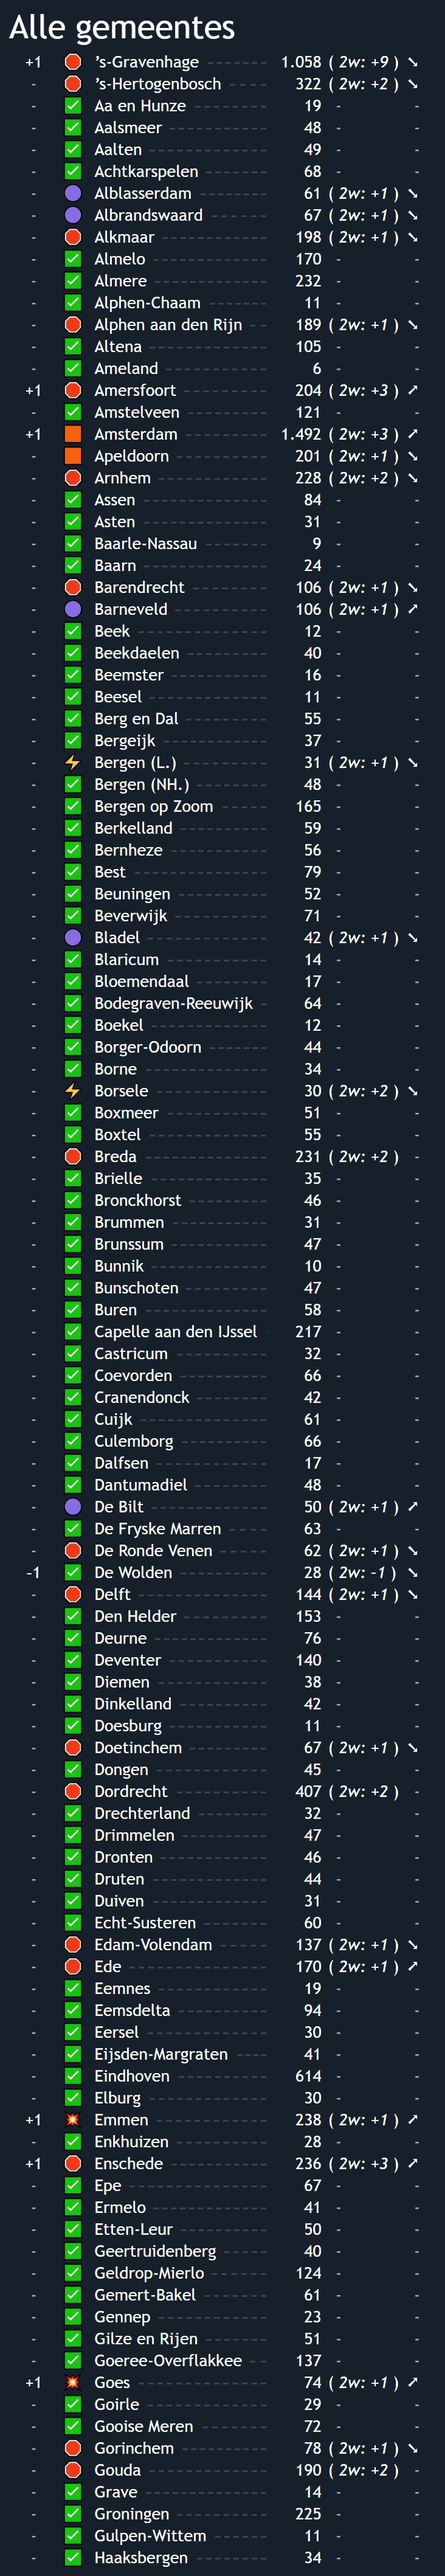 Alle gemeentes
+1 's-Gravenhage 1.058 ( 2w: +9 ) ↘
- 's-Hertogenbosch 322 ( 2w: +2 ) ↘
- Aa en Hunze 19 - -
- Aalsmeer 48 - -
- Aalten 49 - -
- Achtkarspelen 68 - -
- Alblasserdam 61 ( 2w: +1 ) ↘
- Albrandswaard 67 ( 2w: +1 ) ↘
- Alkmaar 198 ( 2w: +1 ) ↘
- Almelo 170 - -
- Almere 232 - -
- Alphen-Chaam 11 - -
- Alphen aan den Rijn 189 ( 2w: +1 ) ↘
- Altena 105 - -
- Ameland 6 - -
+1 Amersfoort 204 ( 2w: +3 ) ↗
- Amstelveen 121 - -
+1 Amsterdam 1.492 ( 2w: +3 ) ↗
- Apeldoorn 201 ( 2w: +1 ) ↘
- Arnhem 228 ( 2w: +2 ) ↘
- Assen 84 - -
- Asten 31 - -
- Baarle-Nassau 9 - -
- Baarn 24 - -
- Barendrecht 106 ( 2w: +1 ) ↘
- Barneveld 106 ( 2w: +1 ) ↗
- Beek 12 - -
- Beekdaelen 40 - -
- Beemster 16 - -
- Beesel 11 - -
- Berg en Dal 55 - -
- Bergeijk 37 - -
- Bergen (L.) 31 ( 2w: +1 ) ↘
- Bergen (NH.) 48 - -
- Bergen op Zoom 165 - -
- Berkelland 59 - -
- Bernheze 56 - -
- Best 79 - -
- Beuningen 52 - -
- Beverwijk 71 - -
- Bladel 42 ( 2w: +1 ) ↘
- Blaricum 14 - -
- Bloemendaal 17 - -
- Bodegraven-Reeuwijk 64 - -
- Boekel 12 - -
- Borger-Odoorn 44 - -
- Borne 34 - -
- Borsele 30 ( 2w: +2 ) ↘
- Boxmeer 51 - -
- Boxtel 55 - -
- Breda 231 ( 2w: +2 ) -
- Brielle 35 - -
- Bronckhorst 46 - -
- Brummen 31 - -
- Brunssum 47 - -
- Bunnik 10 - -
- Bunschoten 47 - -
- Buren 58 - -
- Capelle aan den IJssel 217 - -
- Castricum 32 - -
- Coevorden 66 - -
- Cranendonck 42 - -
- Cuijk 61 - -
- Culemborg 66 - -
- Dalfsen 17 - -
- Dantumadiel 48 - -
- De Bilt 50 ( 2w: +1 ) ↗
- De Fryske Marren 63 - -
- De Ronde Venen 62 ( 2w: +1 ) ↘
-1 De Wolden 28 ( 2w: -1 ) ↘
- Delft 144 ( 2w: +1 ) ↘
- Den Helder 153 - -
- Deurne 76 - -
- Deventer 140 - -
- Diemen 38 - -
- Dinkelland 42 - -
- Doesburg 11 - -
- Doetinchem 67 ( 2w: +1 ) ↘
- Dongen 45 - -
- Dordrecht 407 ( 2w: +2 ) -
- Drechterland 32 - -
- Drimmelen 47 - -
- Dronten 46 - -
- Druten 44 - -
- Duiven 31 - -
- Echt-Susteren 60 - -
- Edam-Volendam 137 ( 2w: +1 ) ↘
- Ede 170 ( 2w: +1 ) ↗
- Eemnes 19 - -
- Eemsdelta 94 - -
- Eersel 30 - -
- Eijsden-Margraten 41 - -
- Eindhoven 614 - -
- Elburg 30 - -
+1 Emmen 238 ( 2w: +1 ) ↗
- Enkhuizen 28 - -
+1 Enschede 236 ( 2w: +3 ) ↗
- Epe 67 - -
- Ermelo 41 - -
- Etten-Leur 50 - -
- Geertruidenberg 40 - -
- Geldrop-Mierlo 124 - -
- Gemert-Bakel 61 - -
- Gennep 23 - -
- Gilze en Rijen 51 - -
- Goeree-Overflakkee 137 - -
+1 Goes 74 ( 2w: +1 ) ↗
- Goirle 29 - -
- Gooise Meren 72 - -
- Gorinchem 78 ( 2w: +1 ) ↘
- Gouda 190 ( 2w: +2 ) -
- Grave 14 - -
- Groningen 225 - -
- Gulpen-Wittem 11 - -
- Haaksbergen 34 - -